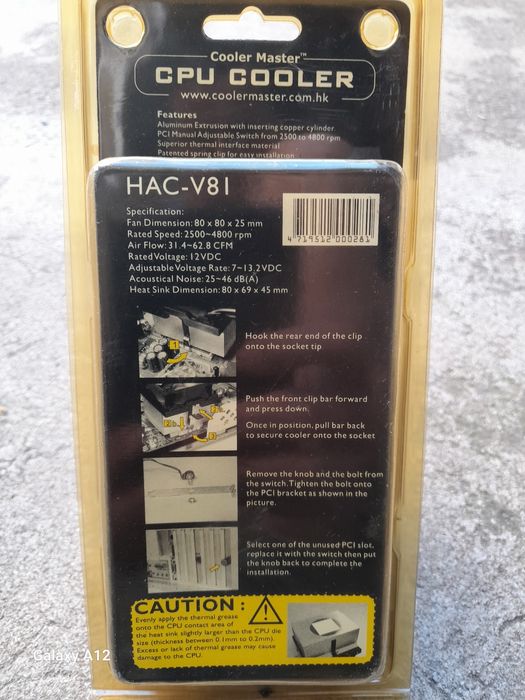 Cooler Master™
CPU COOLER
www.coolermaster.com.hk
Features
Aluminum Extrusion with inserting copper cylinder
PCI Manual Adjustable Switch from 2500 to 4800 rpm
Superior thermal interface material
Patented spring clip for easy installation
HAC-V81
Specification:
Fan Dimension: 80 x 80 x 25 mm
Rated Speed: 2500~4800 rpm
Air Flow: 31.4~62.8 CFM
Rated Voltage: 12VDC
Adjustable Voltage Rate: 7~13.2VDC
Acoustical Noise: 25~46 dB(A)
Heat Sink Dimension: 80 x 69 x 45 mm
4 719512 000281
Hook the rear end of the clip
onto the socket tip
Push the front clip bar forward
and press down.
Once in position, pull bar back
to secure cooler onto the socket
Remove the knob and the bolt from
the switch. Tighten the bolt onto
the PCI bracket as shown in the
picture.
Select one of the unused PCI slot,
replace it with the switch then put
the knob back to complete the
installation.
CAUTION :
Evenly apply the thermal grease
onto the CPU contact area of
the heat sink slightly larger than the CPU die
size (thickness between 0.1mm to 0.2mm).
Excess or lack of thermal grease may cause
damage to the CPU.
Galaxy A12